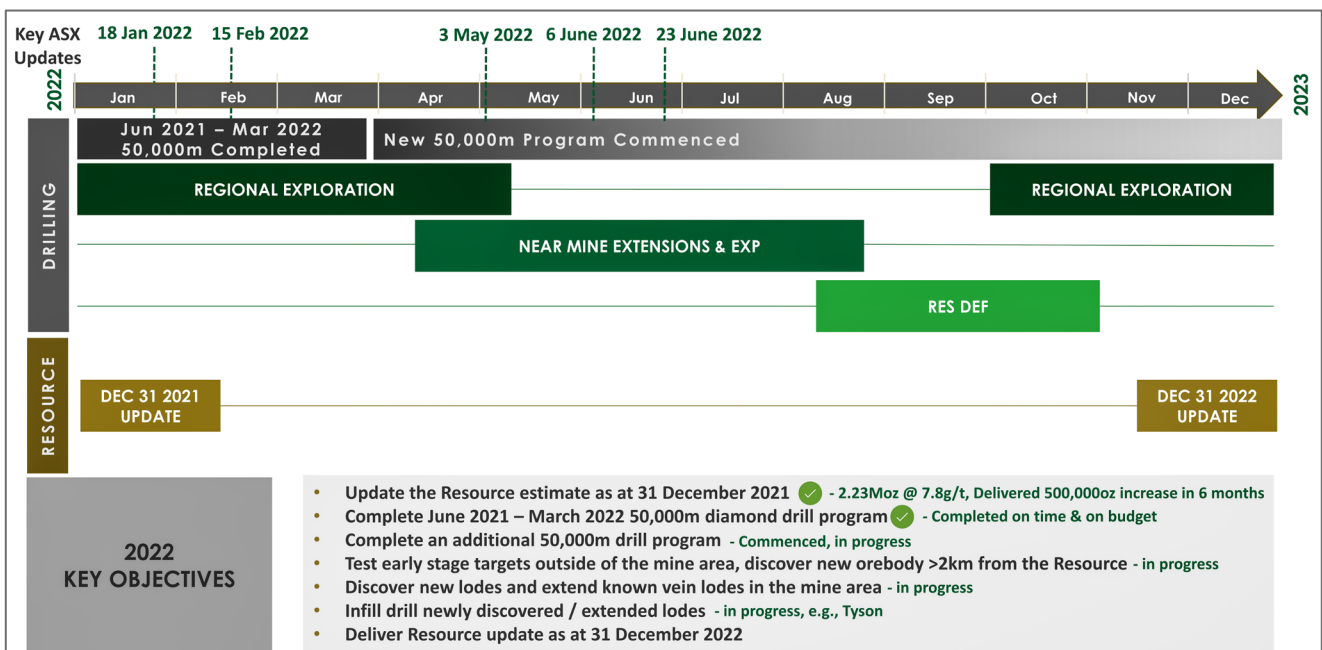 Key ASX
Updates
18 Jan 2022
15 Feb 2022
3 May 2022
6 June 2022
23 June 2022
2022
Jan
Feb
Mar
Apr
May
Jun
Jul
Aug
Sep
Oct
Nov
Dec
2023
DRILLING
Jun 2021 – Mar 2022
50,000m Completed
New 50,000m Program Commenced
REGIONAL EXPLORATION
REGIONAL EXPLORATION
NEAR MINE EXTENSIONS & EXP
RES DEF
RESOURCE
DEC 31 2021
UPDATE
DEC 31 2022
UPDATE
2022
KEY OBJECTIVES
• Update the Resource estimate as at 31 December 2021 - 2.23Moz @ 7.8g/t, Delivered 500,000oz increase in 6 months
• Complete June 2021 – March 2022 50,000m diamond drill program - Completed on time & on budget
• Complete an additional 50,000m drill program - Commenced, in progress
• Test early stage targets outside of the mine area, discover new orebody >2km from the Resource - in progress
• Discover new lodes and extend known vein lodes in the mine area - in progress
• Infill drill newly discovered / extended lodes - in progress, e.g., Tyson
• Deliver Resource update as at 31 December 2022